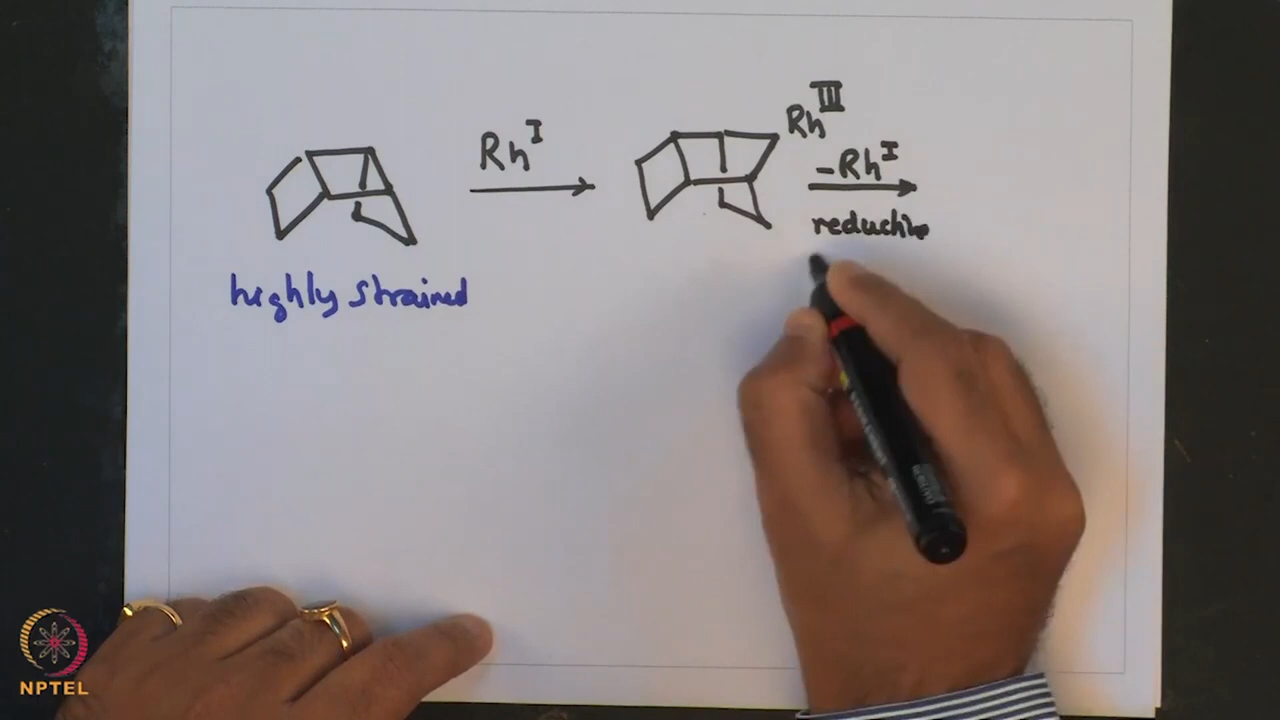 Rh^I
Rh^III
-Rh^I
reductive
highly strained
NPTEL